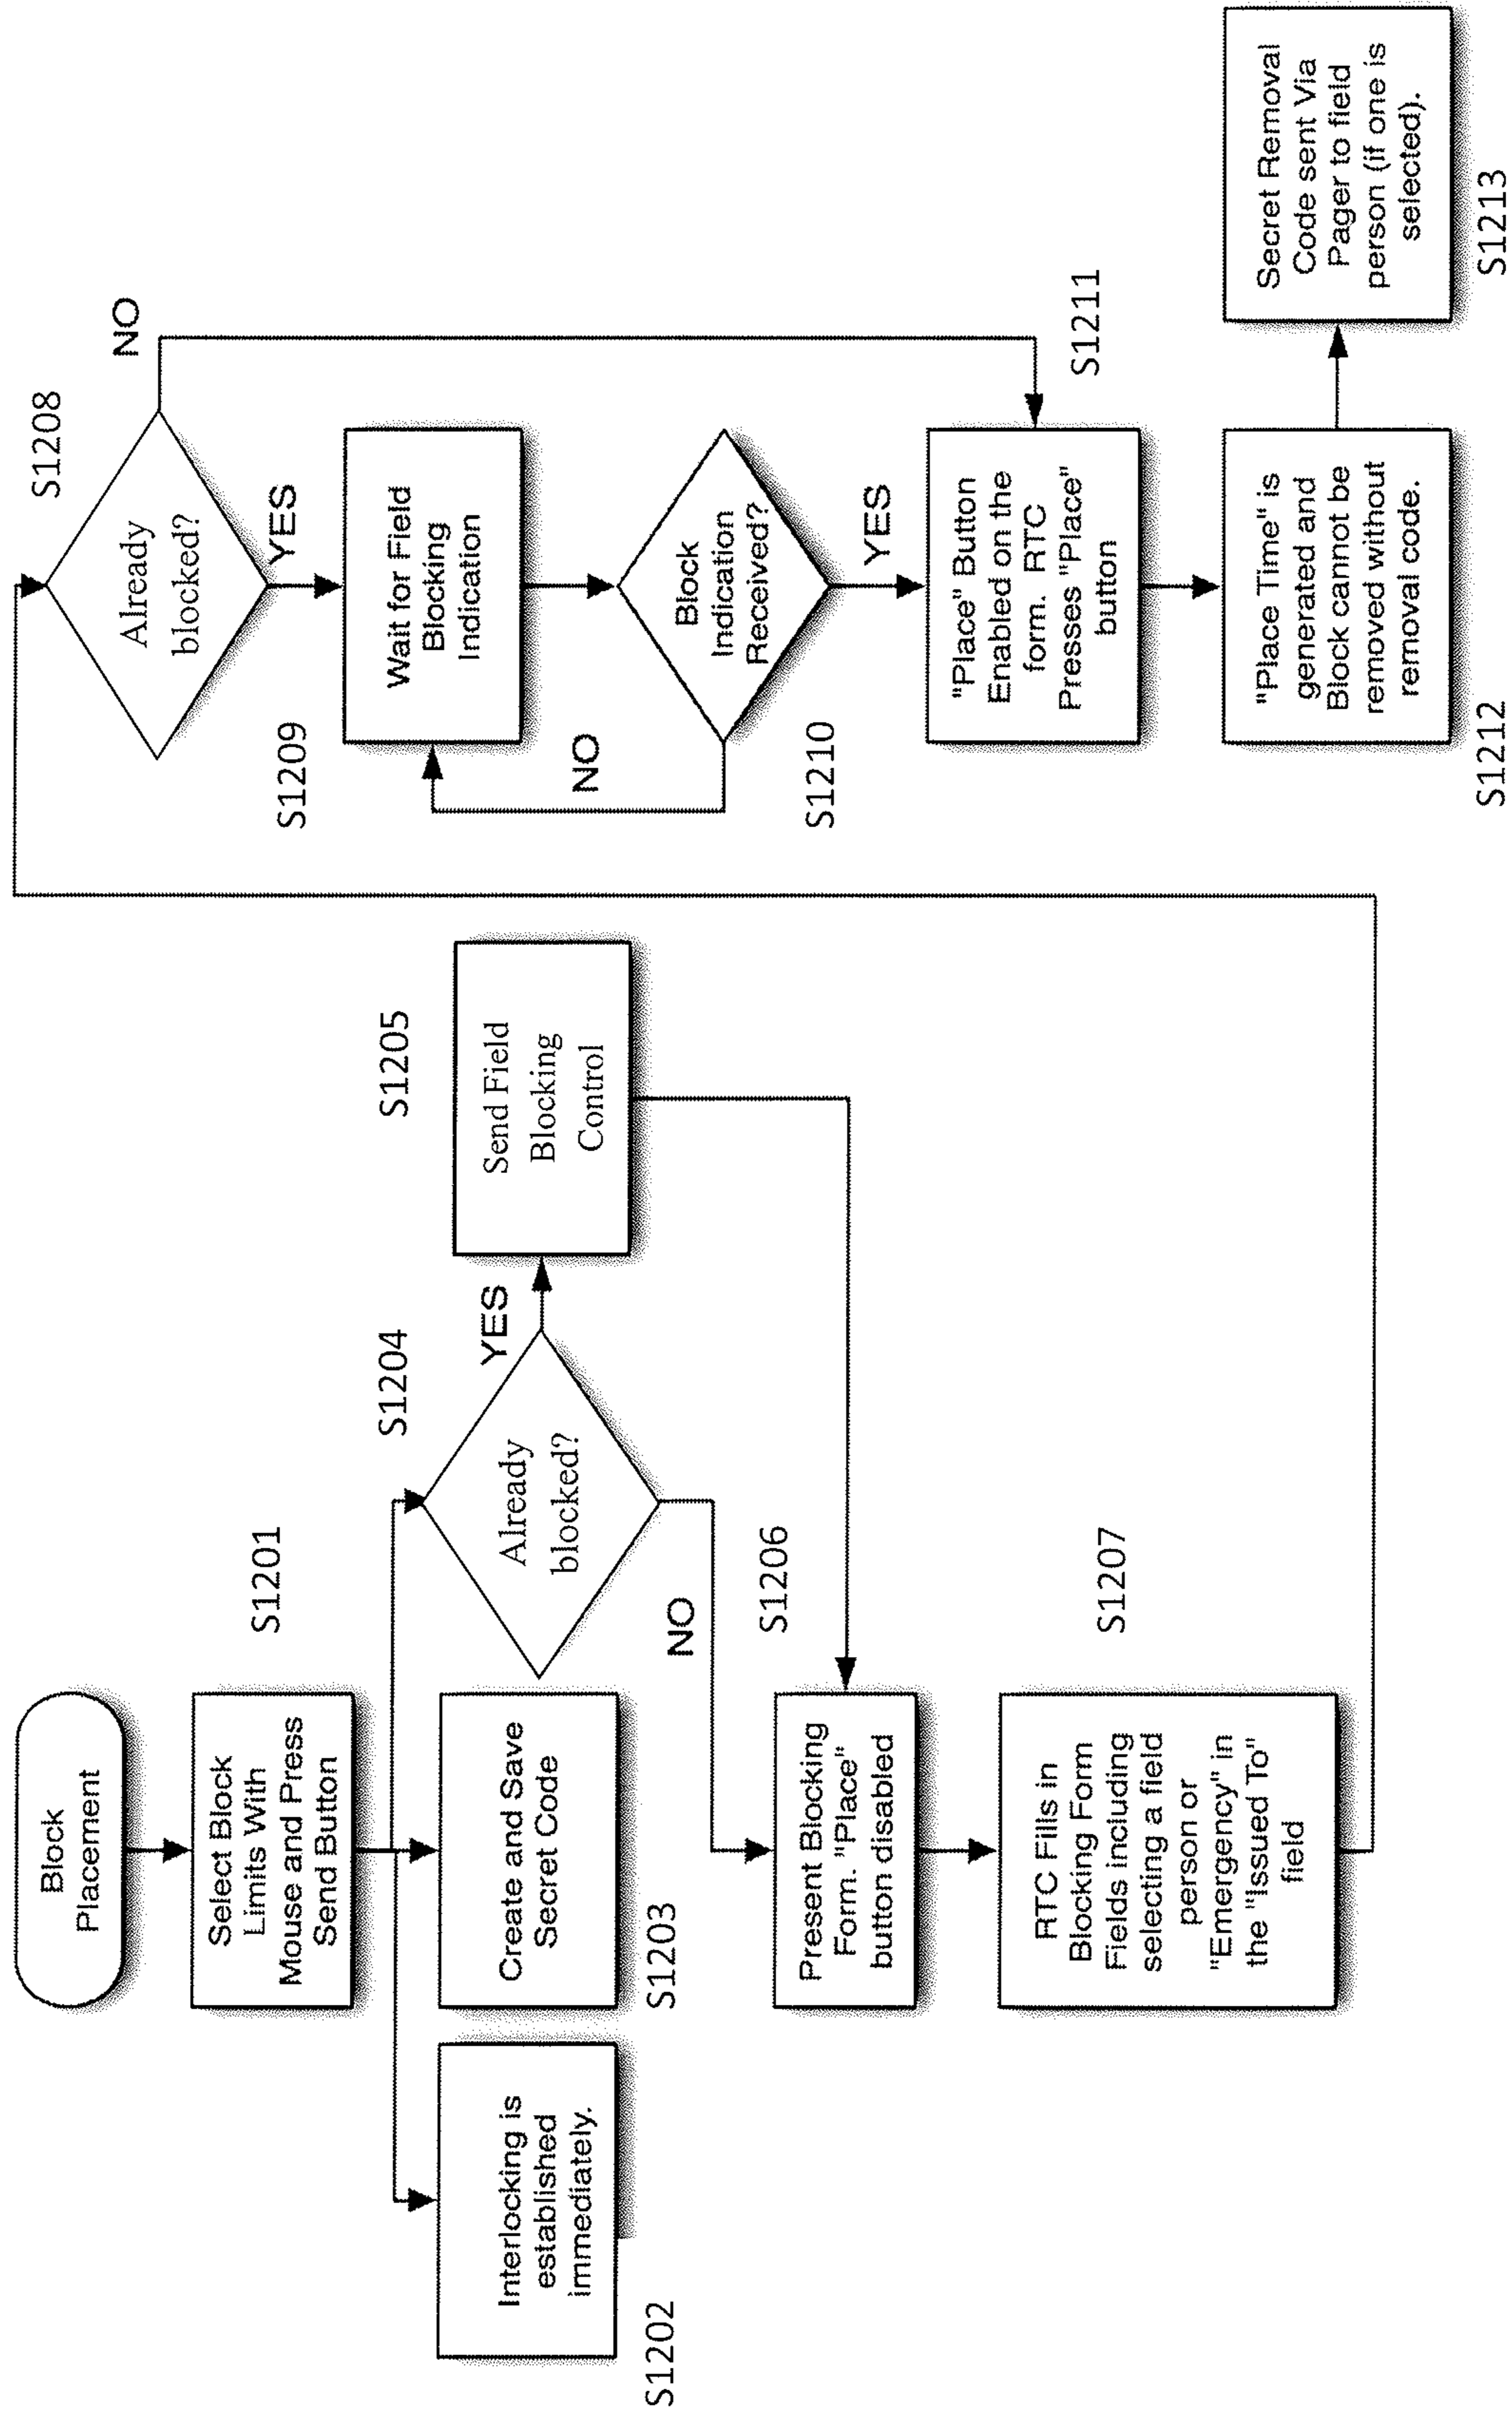 Block
Placement
Select Block
Limits With
Mouse and Press
Send Button
S1201
Interlocking is
established
immediately.
S1202
Create and Save
Secret Code
S1203
Already
blocked?
S1204
YES
NO
Send Field
Blocking
Control
S1205
Present Blocking
Form. "Place"
button disabled
S1206
RTC Fills in
Blocking Form
Fields including
selecting a field
person or
"Emergency" in
the "Issued To"
field
S1207
Already
blocked?
S1208
NO
YES
Wait for Field
Blocking
Indication
S1209
Block
Indication
Received?
NO
S1210
YES
"Place" Button
Enabled on the
form. RTC
Presses "Place"
button
S1211
"Place Time" is
generated and
Block cannot be
removed without
removal code.
S1212
Secret Removal
Code sent Via
Pager to field
person (if one is
selected).
S1213